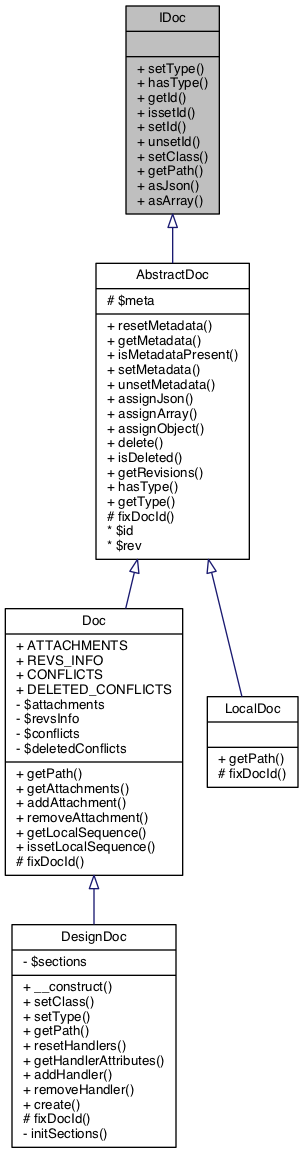 IDoc
+ setType()
+ hasType()
+ getId()
+ issetId()
+ setId()
+ unsetId()
+ setClass()
+ getPath()
+ asJson()
+ asArray()
AbstractDoc
# $meta
+ resetMetadata()
+ getMetadata()
+ isMetadataPresent()
+ setMetadata()
+ unsetMetadata()
+ assignJson()
+ assignArray()
+ assignObject()
+ delete()
+ isDeleted()
+ getRevisions()
+ hasType()
+ getType()
# fixDocId()
* $id
* $rev
Doc
+ ATTACHMENTS
+ REVS_INFO
+ CONFLICTS
+ DELETED_CONFLICTS
- $attachments
- $revsInfo
- $conflicts
- $deletedConflicts
+ getPath()
+ getAttachments()
+ addAttachment()
+ removeAttachment()
+ getLocalSequence()
+ issetLocalSequence()
# fixDocId()
LocalDoc
+ getPath()
# fixDocId()
DesignDoc
- $sections
+ __construct()
+ setClass()
+ setType()
+ getPath()
+ resetHandlers()
+ getHandlerAttributes()
+ addHandler()
+ removeHandler()
+ create()
# fixDocId()
- initSections()